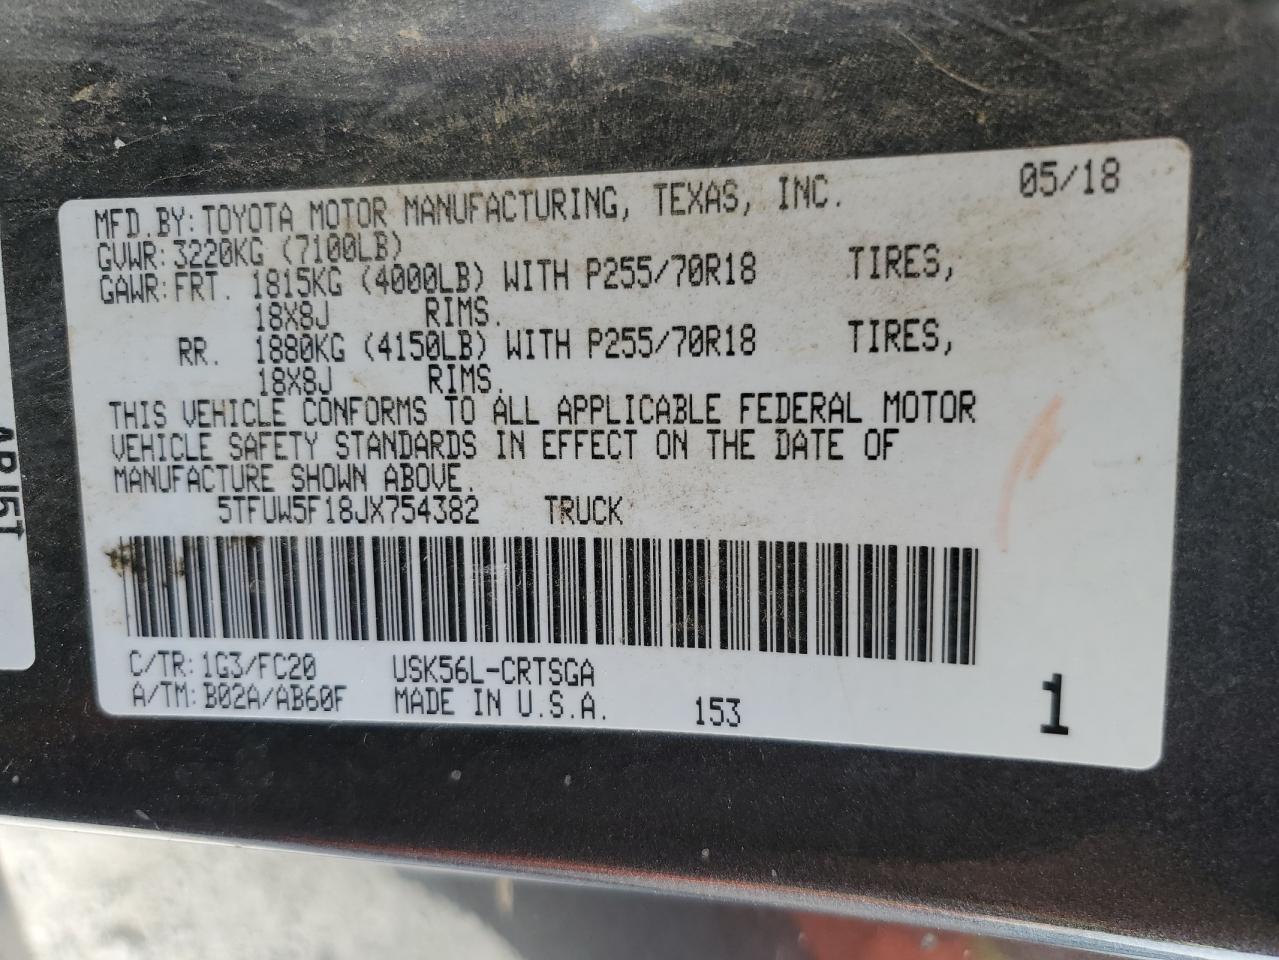 MFD.BY: TOYOTA MOTOR MANUFACTURING, TEXAS, INC. 05/18
GVWR: 3220KG (7100LB)
GAWR: FRT. 1815KG (4000LB) WITH P255/70R18 TIRES,
18X8J RIMS.
RR. 1880KG (4150LB) WITH P255/70R18 TIRES,
18X8J RIMS.
THIS VEHICLE CONFORMS TO ALL APPLICABLE FEDERAL MOTOR
VEHICLE SAFETY STANDARDS IN EFFECT ON THE DATE OF
MANUFACTURE SHOWN ABOVE.
5TFUW5F18JX754382 TRUCK
C/TR: 1G3/FC20 USK56L-CRTSGA
A/TM: B02A/AB60F MADE IN U.S.A. 153 1